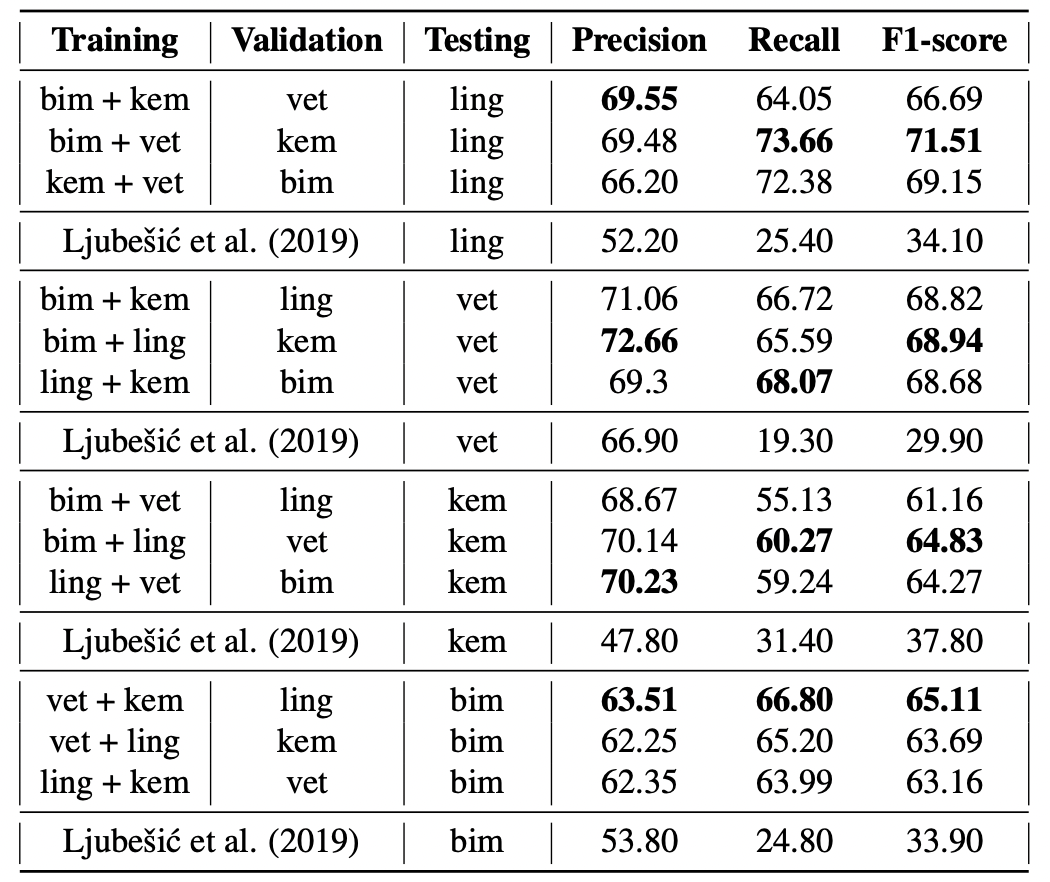 Training Validation Testing Precision Recall F1-score
bim + kem vet ling 69.55 64.05 66.69
bim + vet kem ling 69.48 73.66 71.51
kem + vet bim ling 66.20 72.38 69.15
Ljubešić et al. (2019) ling 52.20 25.40 34.10
bim + kem ling vet 71.06 66.72 68.82
bim + ling kem vet 72.66 65.59 68.94
ling + kem bim vet 69.3 68.07 68.68
Ljubešić et al. (2019) vet 66.90 19.30 29.90
bim + vet ling kem 68.67 55.13 61.16
bim + ling vet kem 70.14 60.27 64.83
ling + vet bim kem 70.23 59.24 64.27
Ljubešić et al. (2019) kem 47.80 31.40 37.80
vet + kem ling bim 63.51 66.80 65.11
vet + ling kem bim 62.25 65.20 63.69
ling + kem vet bim 62.35 63.99 63.16
Ljubešić et al. (2019) bim 53.80 24.80 33.90